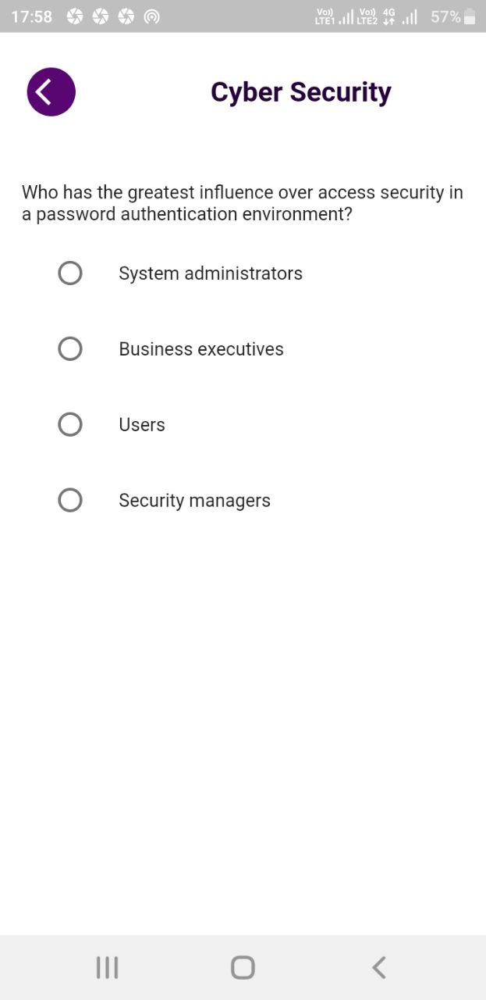 17:58 Vo) LTE1 Vo) LTE2 4G 57%
Cyber Security
Who has the greatest influence over access security in
a password authentication environment?
System administrators
Business executives
Users
Security managers